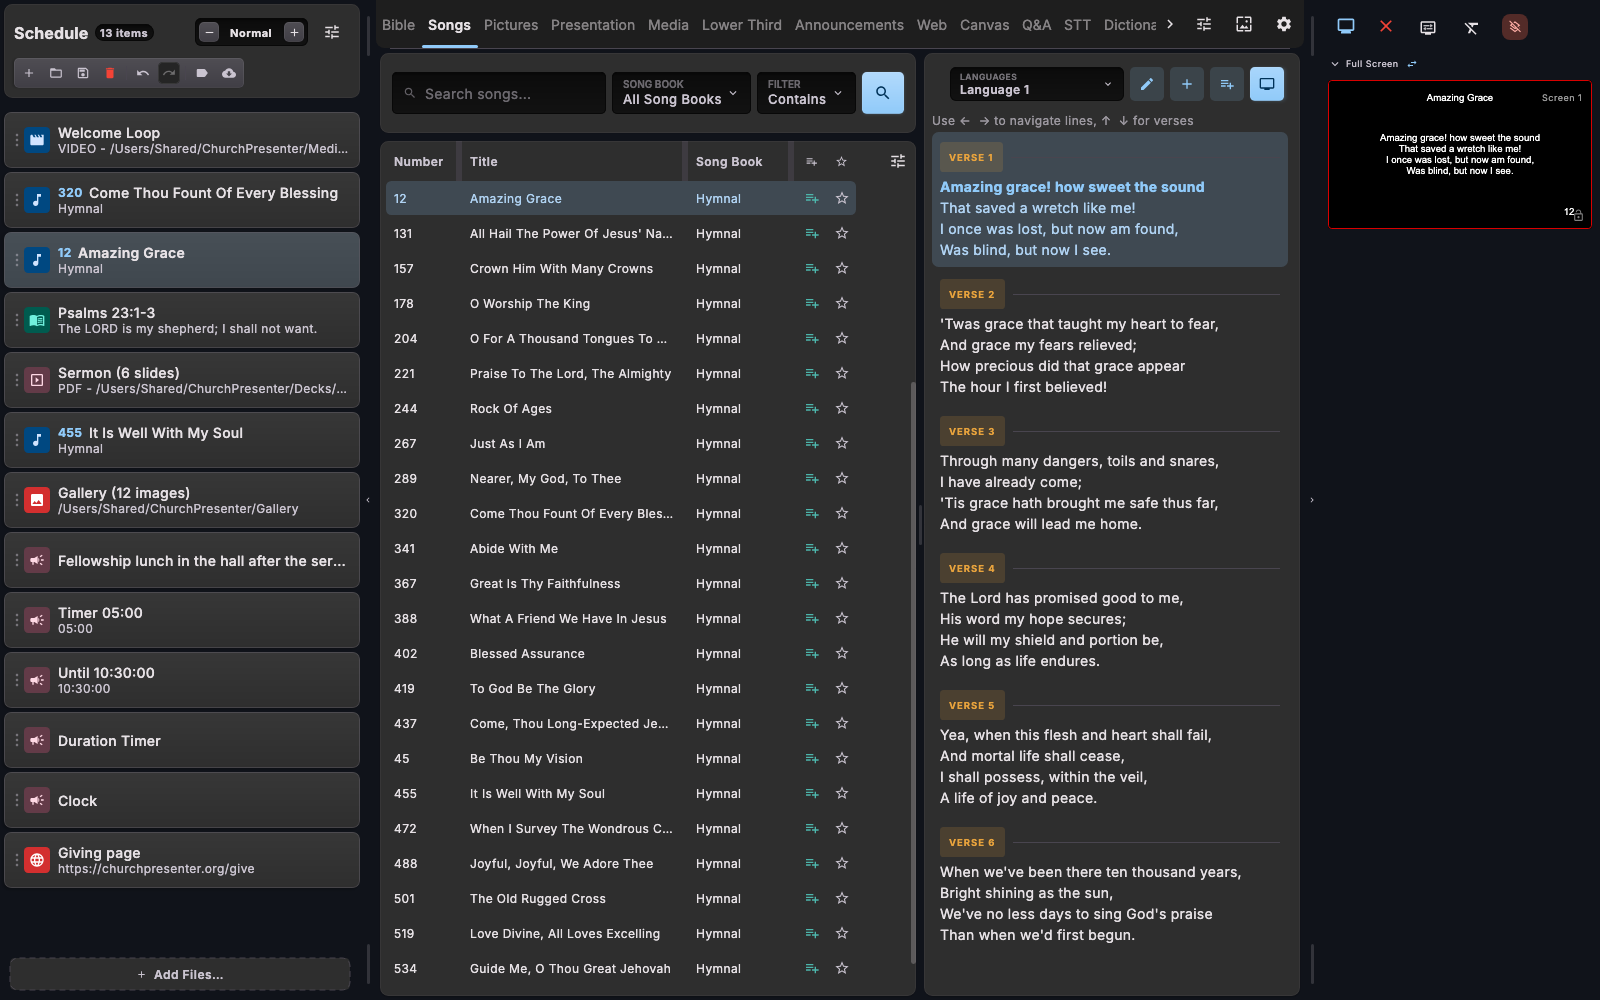 Schedule 13 items
Normal
Welcome Loop
VIDEO - /Users/Shared/ChurchPresenter/Medi...
320 Come Thou Fount Of Every Blessing
Hymnal
12 Amazing Grace
Hymnal
Psalms 23:1-3
The LORD is my shepherd; I shall not want.
Sermon (6 slides)
PDF - /Users/Shared/ChurchPresenter/Decks/...
455 It Is Well With My Soul
Hymnal
Gallery (12 images)
/Users/Shared/ChurchPresenter/Gallery
Fellowship lunch in the hall after the ser...
Timer 05:00
05:00
Until 10:30:00
10:30:00
Duration Timer
Clock
Giving page
https://churchpresenter.org/give
+ Add Files...
Bible Songs Pictures Presentation Media Lower Third Announcements Web Canvas Q&A STT Dictiona
Search songs...
SONG BOOK
All Song Books
FILTER
Contains
Number Title Song Book
12 Amazing Grace Hymnal
131 All Hail The Power Of Jesus' Na... Hymnal
157 Crown Him With Many Crowns Hymnal
178 O Worship The King Hymnal
204 O For A Thousand Tongues To ... Hymnal
221 Praise To The Lord, The Almighty Hymnal
244 Rock Of Ages Hymnal
267 Just As I Am Hymnal
289 Nearer, My God, To Thee Hymnal
320 Come Thou Fount Of Every Bles... Hymnal
341 Abide With Me Hymnal
367 Great Is Thy Faithfulness Hymnal
388 What A Friend We Have In Jesus Hymnal
402 Blessed Assurance Hymnal
419 To God Be The Glory Hymnal
437 Come, Thou Long-Expected Je... Hymnal
45 Be Thou My Vision Hymnal
455 It Is Well With My Soul Hymnal
472 When I Survey The Wondrous C... Hymnal
488 Joyful, Joyful, We Adore Thee Hymnal
501 The Old Rugged Cross Hymnal
519 Love Divine, All Loves Excelling Hymnal
534 Guide Me, O Thou Great Jehovah Hymnal
LANGUAGES
Language 1
Use ← → to navigate lines, ↑ ↓ for verses
VERSE 1
Amazing grace! how sweet the sound
That saved a wretch like me!
I once was lost, but now am found,
Was blind, but now I see.
VERSE 2
'Twas grace that taught my heart to fear,
And grace my fears relieved;
How precious did that grace appear
The hour I first believed!
VERSE 3
Through many dangers, toils and snares,
I have already come;
'Tis grace hath brought me safe thus far,
And grace will lead me home.
VERSE 4
The Lord has promised good to me,
His word my hope secures;
He will my shield and portion be,
As long as life endures.
VERSE 5
Yea, when this flesh and heart shall fail,
And mortal life shall cease,
I shall possess, within the veil,
A life of joy and peace.
VERSE 6
When we've been there ten thousand years,
Bright shining as the sun,
We've no less days to sing God's praise
Than when we'd first begun.
Full Screen
Amazing Grace Screen 1
Amazing grace! how sweet the sound
That saved a wretch like me!
I once was lost, but now am found,
Was blind, but now I see.
12